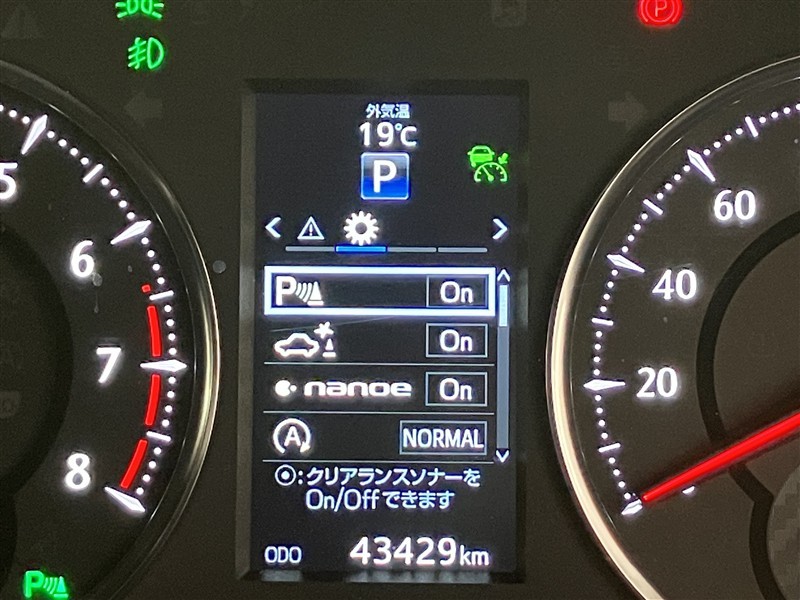 外気温
19℃
P
5
6
7
8
60
40
20
P On
On
nanoe On
A NORMAL
⦿:クリアランスソナーを
On/Offできます
ODO 43429km
P
(P)